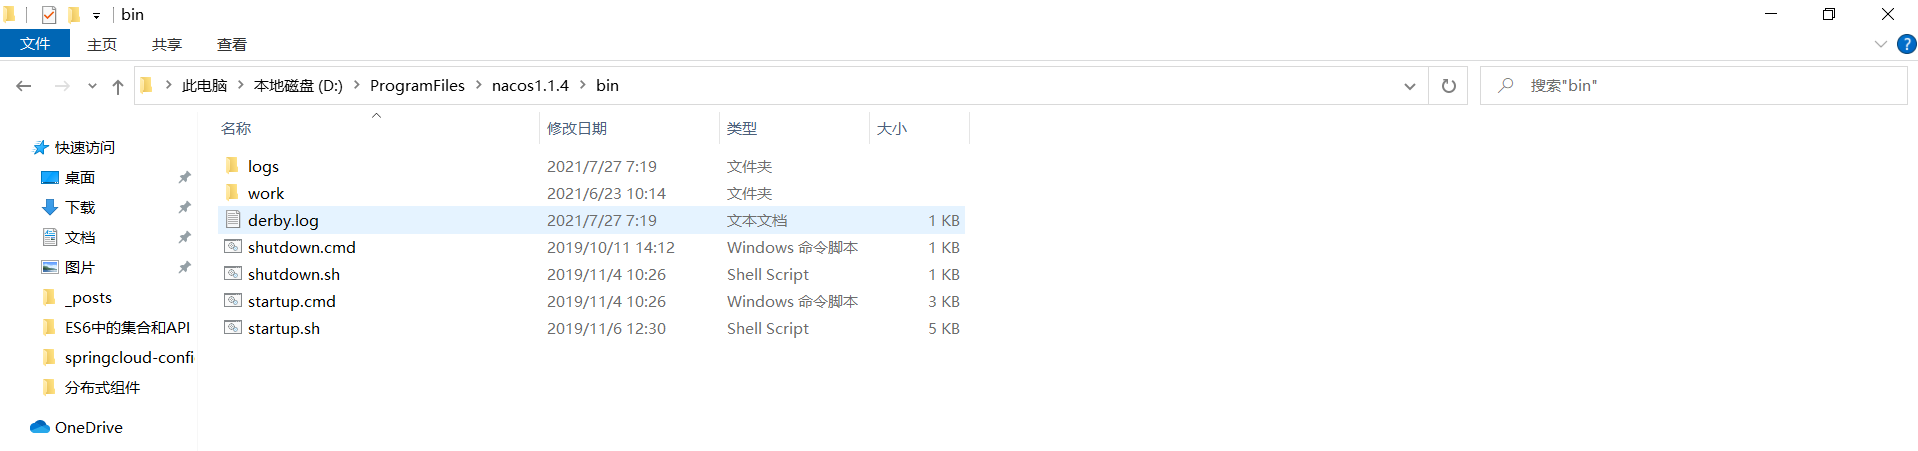 bin
文件 主页 共享 查看
此电脑 本地磁盘 (D:) ProgramFiles nacos1.1.4 bin 搜索"bin"
名称 修改日期 类型 大小
快速访问
桌面
下载
文档
图片
_posts
ES6中的集合和API
springcloud-confi
分布式组件
OneDrive
logs 2021/7/27 7:19 文件夹
work 2021/6/23 10:14 文件夹
derby.log 2021/7/27 7:19 文本文档 1 KB
shutdown.cmd 2019/10/11 14:12 Windows 命令脚本 1 KB
shutdown.sh 2019/11/4 10:26 Shell Script 1 KB
startup.cmd 2019/11/4 10:26 Windows 命令脚本 3 KB
startup.sh 2019/11/6 12:30 Shell Script 5 KB